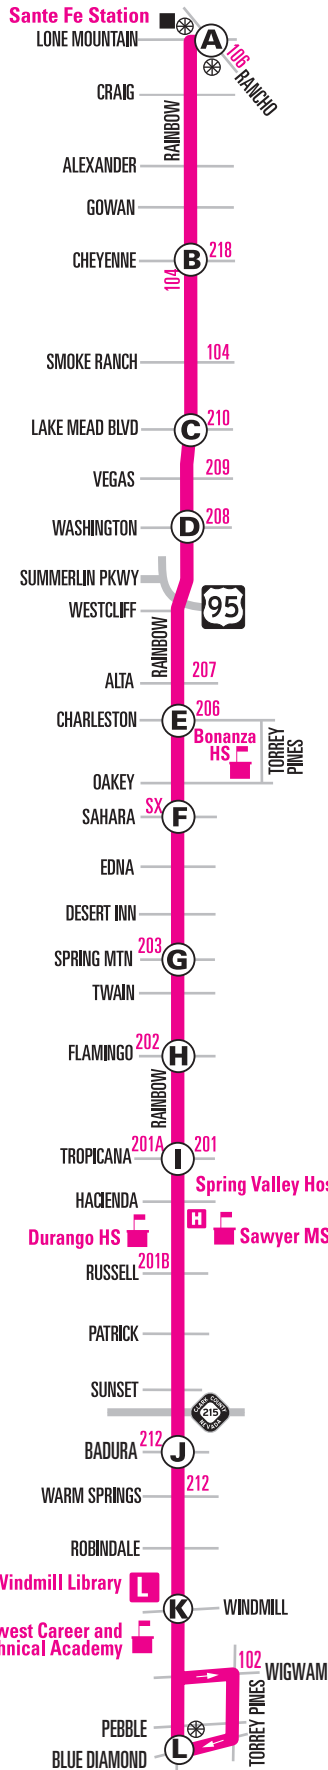 Sante Fe Station
LONE MOUNTAIN
A
106
RANCHO
CRAIG
RAINBOW
ALEXANDER
GOWAN
CHEYENNE
B
218
104
SMOKE RANCH
104
LAKE MEAD BLVD
C
210
VEGAS
209
WASHINGTON
D
208
SUMMERLIN PKWY
95
WESTCLIFF
RAINBOW
ALTA
207
CHARLESTON
E
206
Bonanza
HS
TORREY
PINES
OAKEY
SAHARA
SX
F
EDNA
DESERT INN
SPRING MTN
203
G
TWAIN
FLAMINGO
202
H
RAINBOW
TROPICANA
201A
I
201
Spring Valley Hos
HACIENDA
H
Durango HS
Sawyer MS
201B
RUSSELL
PATRICK
SUNSET
CLARK COUNTY
215
NEVADA
BADURA
212
J
WARM SPRINGS
212
ROBINDALE
Windmill Library
L
K
WINDMILL
west Career and
hnical Academy
102
WIGWAM
TORREY PINES
PEBBLE
BLUE DIAMOND
L